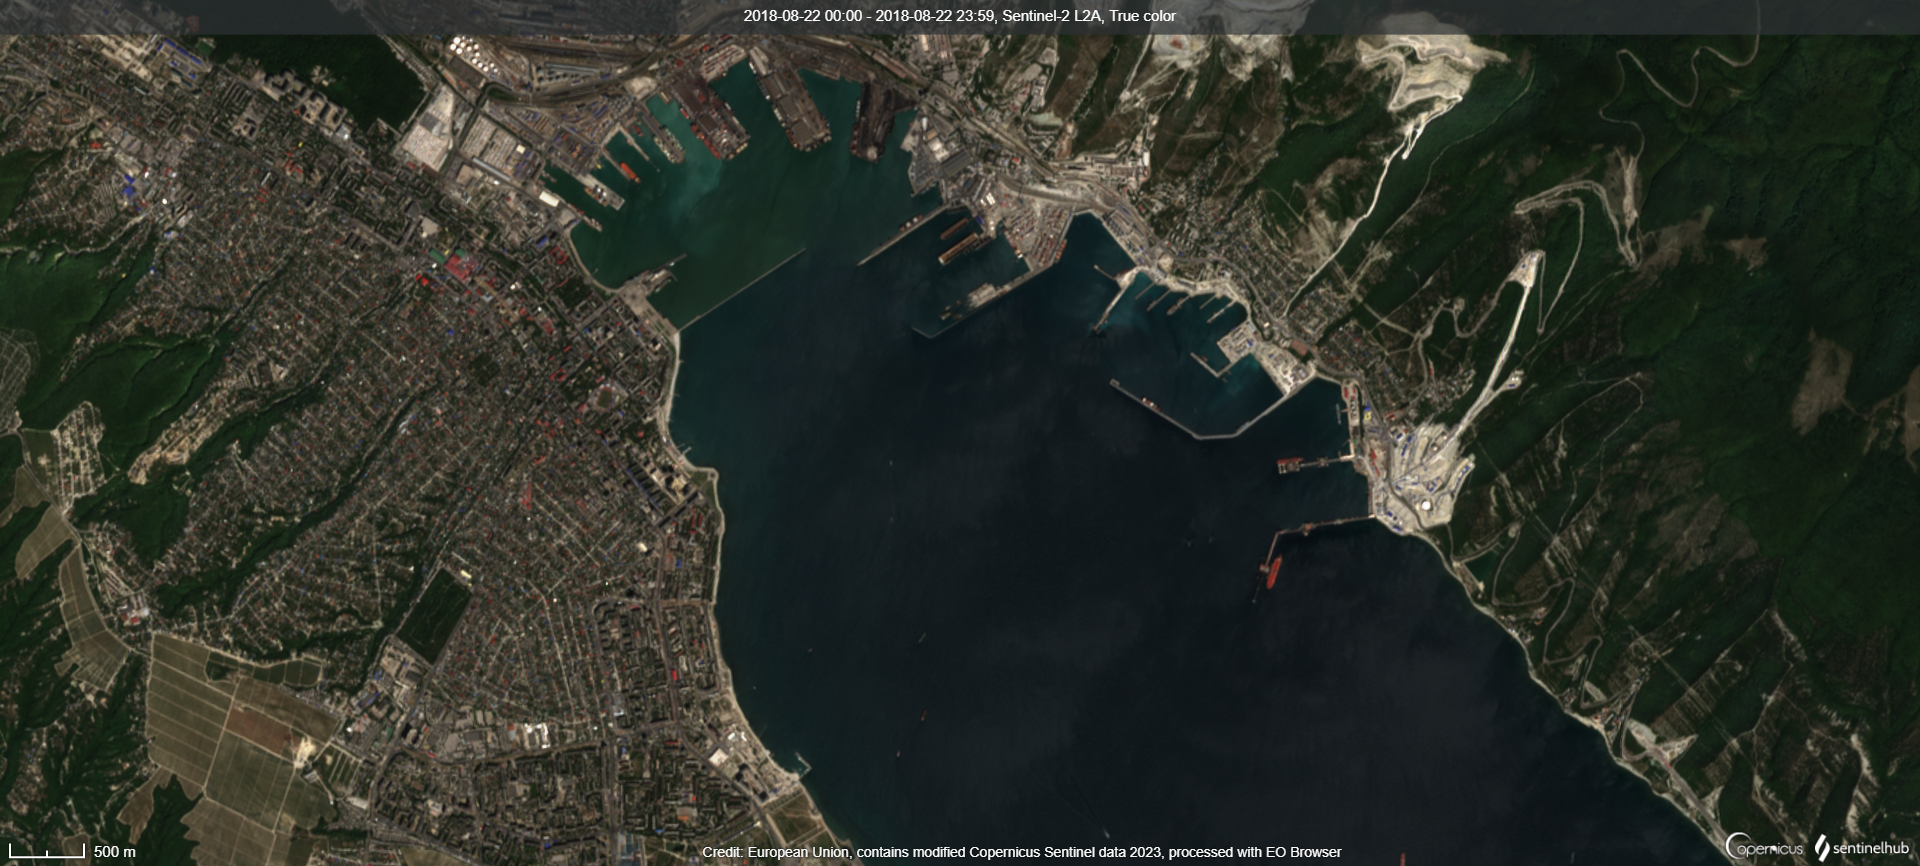 2018-08-22 00:00 - 2018-08-22 23:59, Sentinel-2 L2A, True color
500 m
Credit: European Union, contains modified Copernicus Sentinel data 2023, processed with EO Browser
opernicus
sentinelhub